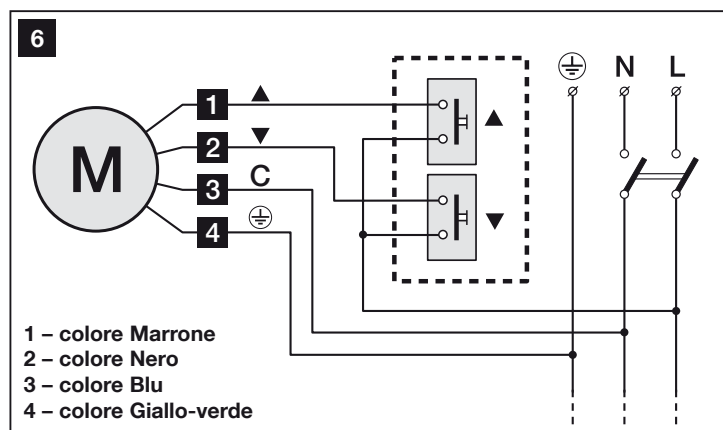 6
N L
1 ▲
2 ▼
3 C
4
▲
▼
M
1 – colore Marrone
2 – colore Nero
3 – colore Blu
4 – colore Giallo-verde